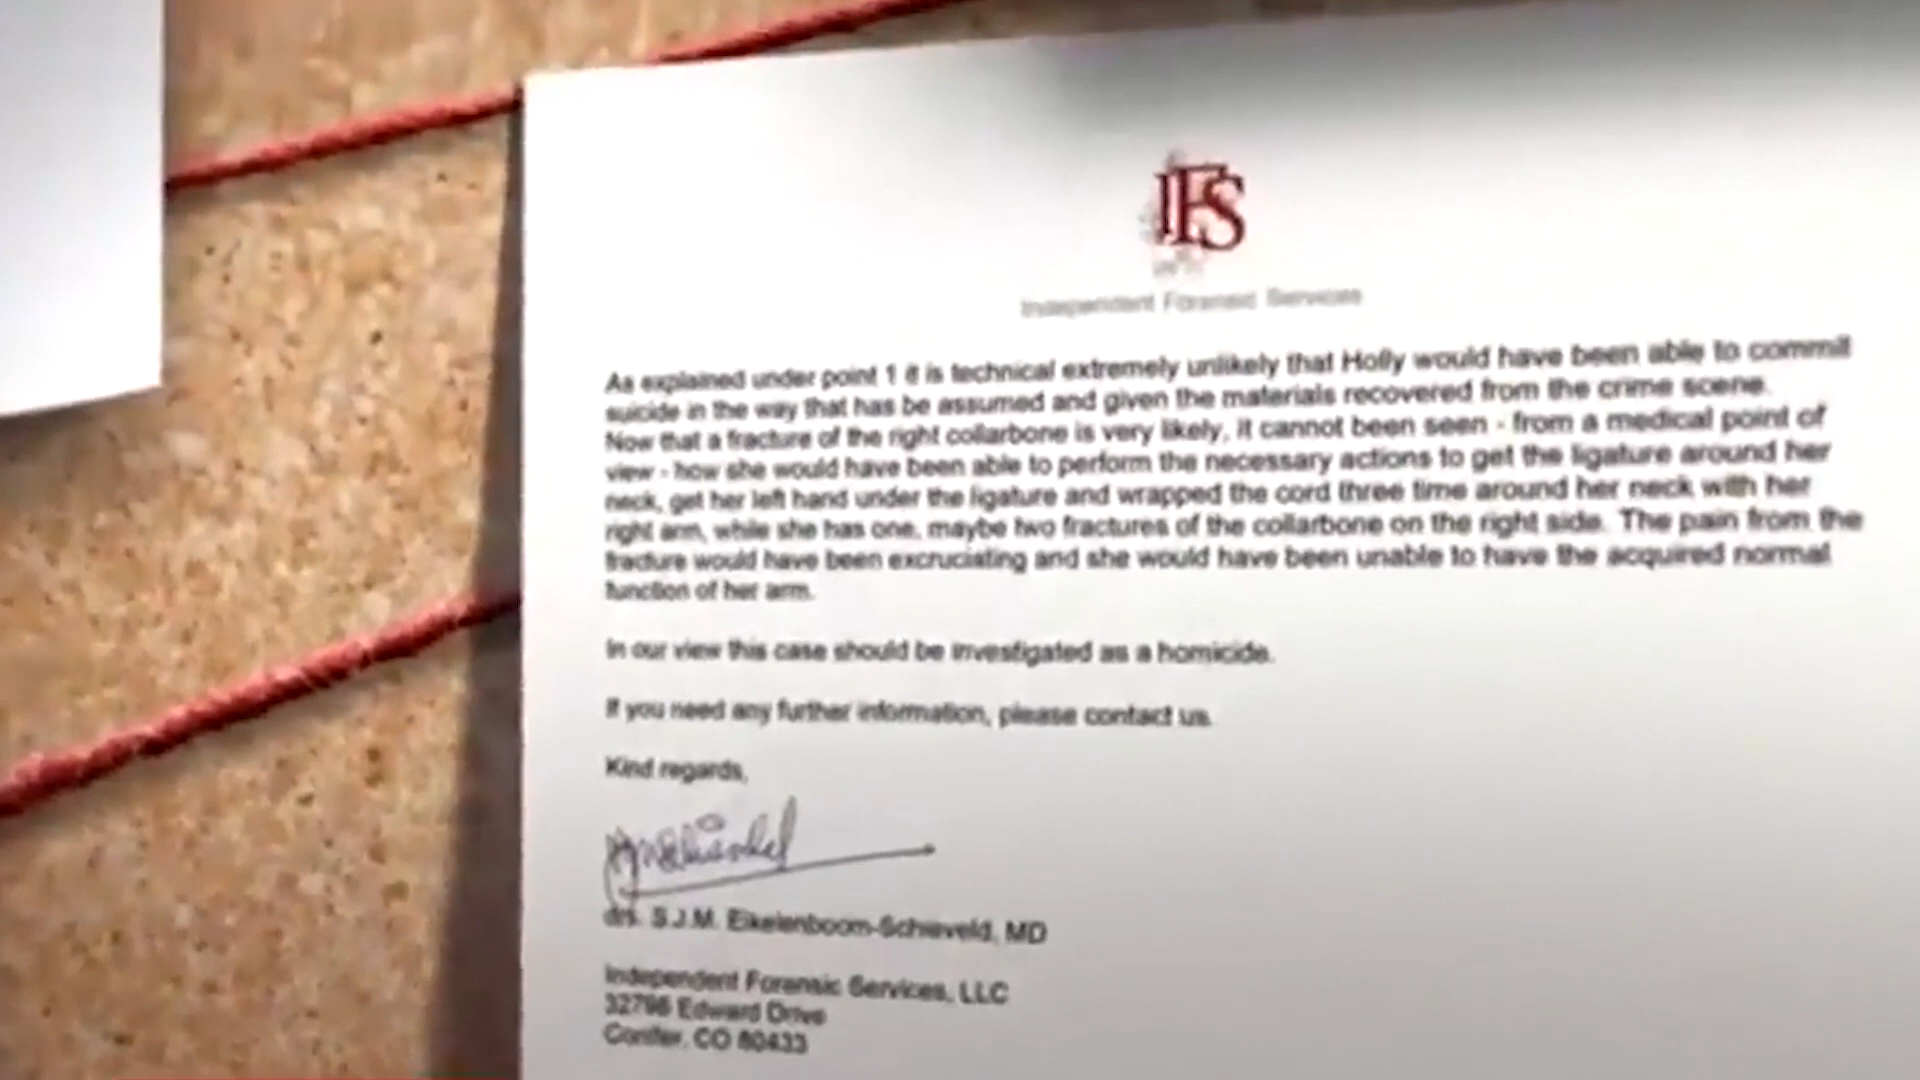 IFS
Independent Forensic Services
As explained under point 1 it is technical extremely unlikely that Holly would have been able to commit
suicide in the way that has be assumed and given the materials recovered from the crime scene.
Now that a fracture of the right collarbone is very likely, it cannot been seen - from a medical point of
view - how she would have been able to perform the necessary actions to get the ligature around her
neck, get her left hand under the ligature and wrapped the cord three time around her neck with her
right arm, while she has one, maybe two fractures of the collarbone on the right side. The pain from the
fracture would have been excruciating and she would have been unable to have the acquired normal
function of her arm.
In our view this case should be investigated as a homicide.
If you need any further information, please contact us.
Kind regards,
drs. S.J.M. Eikelenboom-Schieveld, MD
Independent Forensic Services, LLC
32796 Edward Drive
Conifer, CO 80433